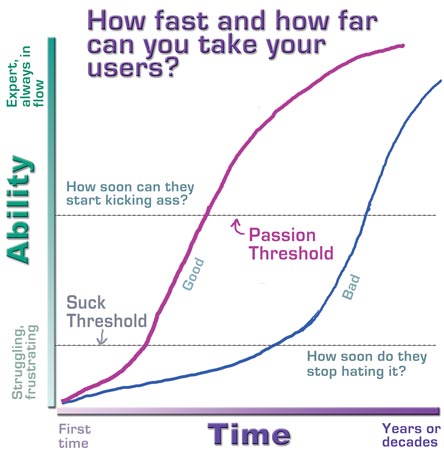 How fast and how far
can you take your
users?
Expert,
always in
flow
Ability
Struggling,
frustrating
How soon can they
start kicking ass?
Passion
Threshold
Good
Bad
Suck
Threshold
How soon do they
stop hating it?
First
time
Time
Years or
decades